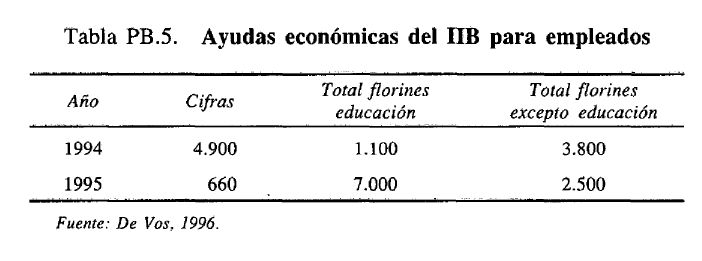 Tabla PB.5. Ayudas económicas del IIB para empleados
Año Cifras Total florines educación Total florines excepto educación
1994 4.900 1.100 3.800
1995 660 7.000 2.500
Fuente: De Vos, 1996.